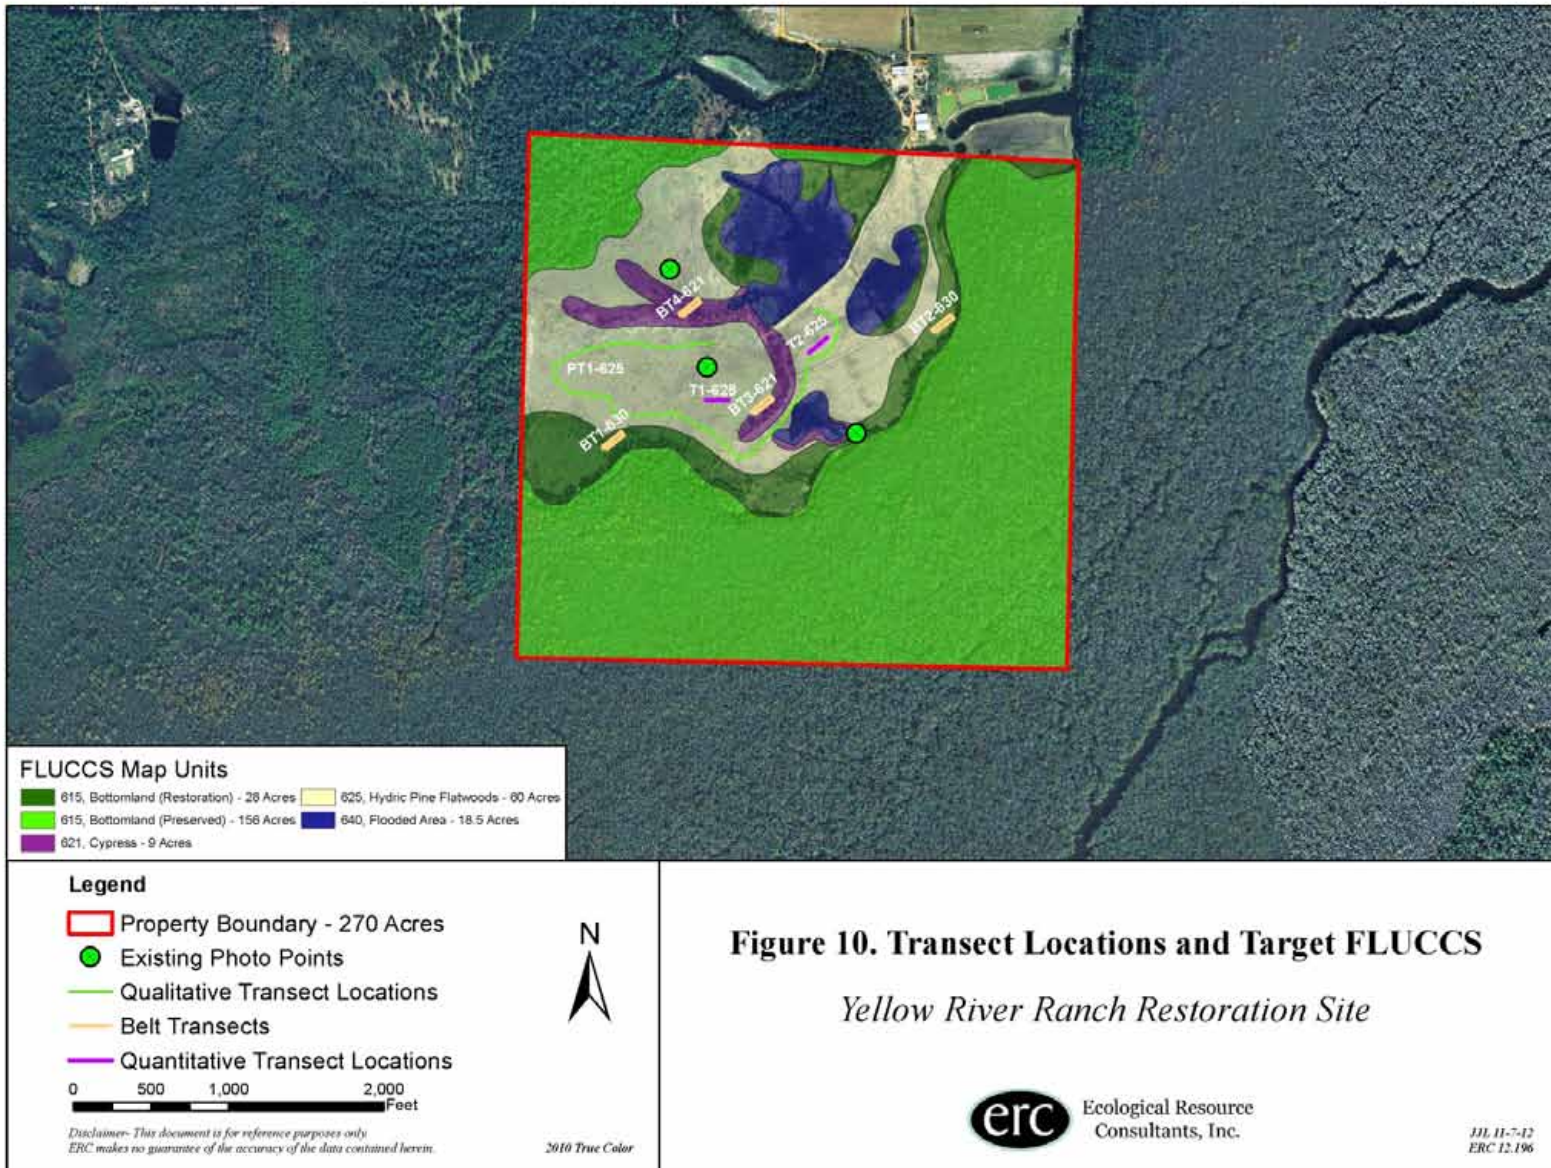 BT4-621
BT2-630
T2-625
PT1-625
T1-628
BT3-621
BT1-630
FLUCCS Map Units
615, Bottomland (Restoration) - 28 Acres
625, Hydric Pine Flatwoods - 60 Acres
615, Bottomland (Preserved) - 156 Acres
640, Flooded Area - 18.5 Acres
621, Cypress - 9 Acres
Legend
Property Boundary - 270 Acres
Existing Photo Points
Qualitative Transect Locations
Belt Transects
Quantitative Transect Locations
0 500 1,000 2,000
Feet
Disclaimer- This document is for reference purposes only
ERC makes no guarantee of the accuracy of the data contained herein.
2010 True Color
N
Figure 10. Transect Locations and Target FLUCCS
Yellow River Ranch Restoration Site
erc
Ecological Resource
Consultants, Inc.
JJL 11-7-12
ERC 12.196